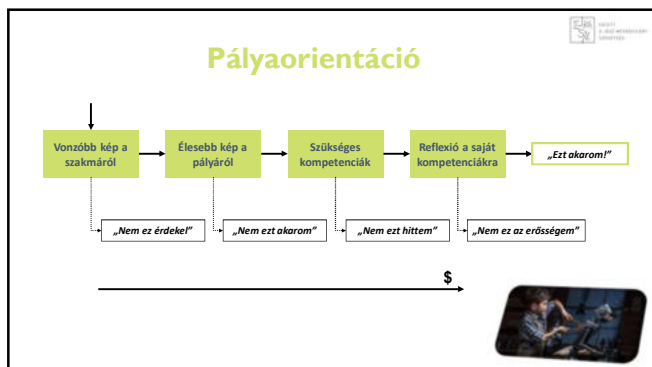 Pályaorientáció
Vonzóbb kép a
szakmáról
Élesebb kép a
pályáról
Szükséges
kompetenciák
Reflexió a saját
kompetenciákra
„Ezt akarom!”
„Nem ez érdekel”
„Nem ezt akarom”
„Nem ezt hittem”
„Nem ez az erősségem”
$